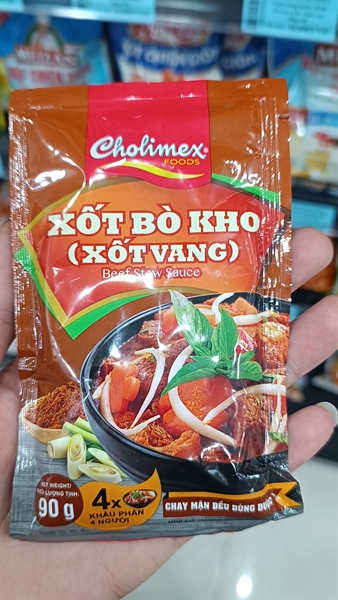 Cholimex
FOODS
XỐT BÒ KHO
(XỐT VANG)
Beef Stew Sauce
NET WEIGHT/
KHỐI LƯỢNG TỊNH:
90 g
4x
KHẨU PHẦN
4 NGƯỜI
CHAY MẶN ĐỀU DÙNG ĐƯỢC